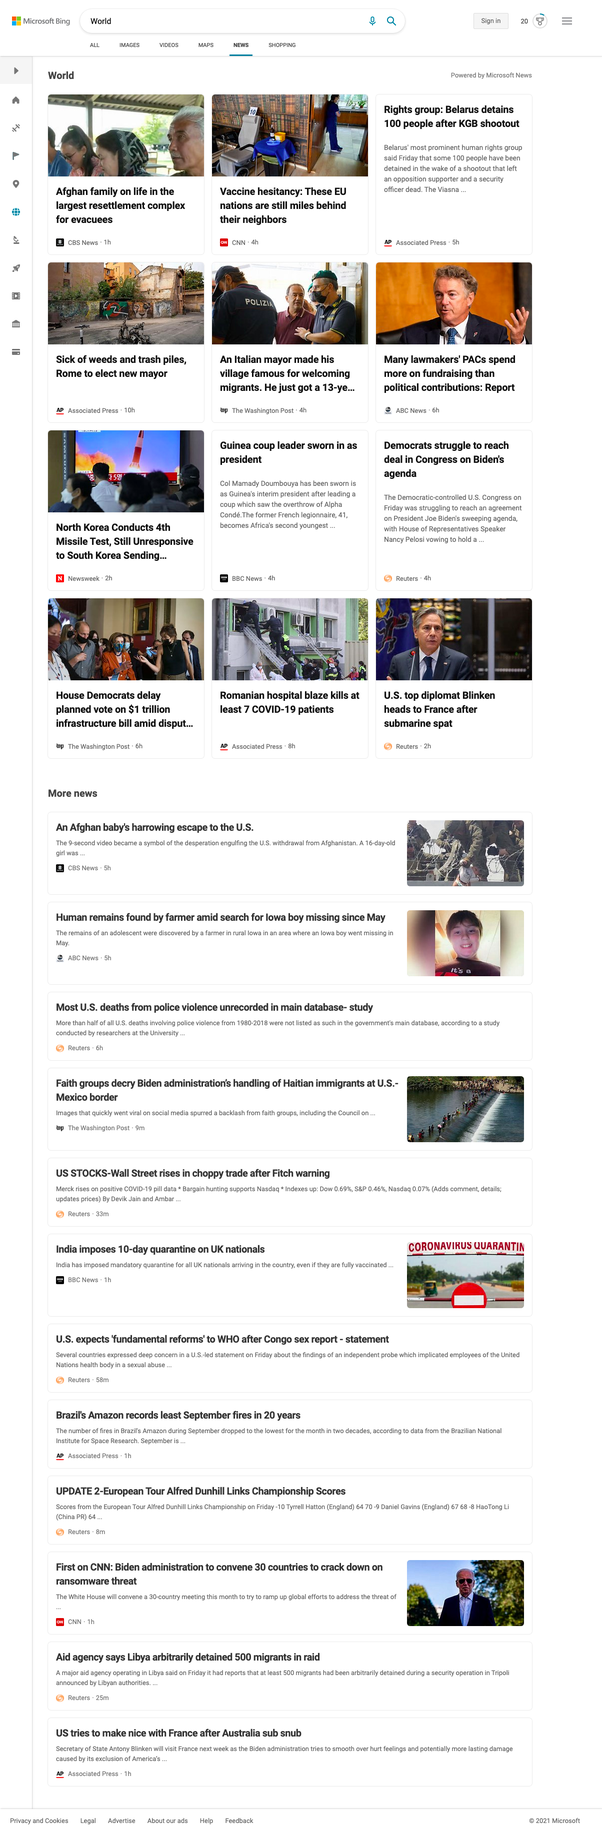 Microsoft Bing
World
Sign in
20
ALL IMAGES VIDEOS MAPS NEWS SHOPPING
World
Powered by Microsoft News
Afghan family on life in the
largest resettlement complex
for evacuees
CBS News · 1h
Vaccine hesitancy: These EU
nations are still miles behind
their neighbors
CNN · 4h
Rights group: Belarus detains
100 people after KGB shootout
Belarus' most prominent human rights group
said Friday that some 100 people have been
detained in the wake of a shootout that left
an opposition supporter and a security
officer dead. The Viasna ...
AP Associated Press · 5h
Sick of weeds and trash piles,
Rome to elect new mayor
AP Associated Press · 10h
POLIZIA
An Italian mayor made his
village famous for welcoming
migrants. He just got a 13-ye...
wp The Washington Post · 4h
Many lawmakers' PACs spend
more on fundraising than
political contributions: Report
ABC News · 6h
North Korea Conducts 4th
Missile Test, Still Unresponsive
to South Korea Sending...
N Newsweek · 2h
Guinea coup leader sworn in as
president
Col Mamady Doumbouya has been sworn in
as Guinea's interim president after leading a
coup which saw the overthrow of Alpha
Condé.The former French legionnaire, 41,
becomes Africa's second youngest ...
BBC News · 4h
Democrats struggle to reach
deal in Congress on Biden's
agenda
The Democratic-controlled U.S. Congress on
Friday was struggling to reach an agreement
on President Joe Biden's sweeping agenda,
with House of Representatives Speaker
Nancy Pelosi vowing to hold a ...
Reuters · 4h
House Democrats delay
planned vote on $1 trillion
infrastructure bill amid disput...
wp The Washington Post · 6h
Romanian hospital blaze kills at
least 7 COVID-19 patients
AP Associated Press · 8h
U.S. top diplomat Blinken
heads to France after
submarine spat
Reuters · 2h
More news
An Afghan baby's harrowing escape to the U.S.
The 9-second video became a symbol of the desperation engulfing the U.S. withdrawal from Afghanistan. A 16-day-old
girl was ...
CBS News · 5h
Human remains found by farmer amid search for Iowa boy missing since May
The remains of an adolescent were discovered by a farmer in rural Iowa in an area where an Iowa boy went missing in
May.
ABC News · 5h
It's a
Most U.S. deaths from police violence unrecorded in main database- study
More than half of all U.S. deaths involving police violence from 1980-2018 were not listed as such in the government's main database, according to a study
conducted by researchers at the University ...
Reuters · 6h
Faith groups decry Biden administration's handling of Haitian immigrants at U.S.-
Mexico border
Images that quickly went viral on social media spurred a backlash from faith groups, including the Council on ...
wp The Washington Post · 9m
US STOCKS-Wall Street rises in choppy trade after Fitch warning
Merck rises on positive COVID-19 pill data * Bargain hunting supports Nasdaq * Indexes up: Dow 0.69%, S&P 0.46%, Nasdaq 0.07% (Adds comment, details;
updates prices) By Devik Jain and Ambar ...
Reuters · 33m
India imposes 10-day quarantine on UK nationals
India has imposed mandatory quarantine for all UK nationals arriving in the country, even if they are fully vaccinated ...
BBC News · 1h
CORONAVIRUS QUARANTIN
U.S. expects 'fundamental reforms' to WHO after Congo sex report - statement
Several countries expressed deep concern in a U.S.-led statement on Friday about the findings of an independent probe which implicated employees of the United
Nations health body in a sexual abuse ...
Reuters · 58m
Brazil's Amazon records least September fires in 20 years
The number of fires in Brazil's Amazon during September dropped to the lowest for the month in two decades, according to data from the Brazilian National
Institute for Space Research. September is ...
AP Associated Press · 1h
UPDATE 2-European Tour Alfred Dunhill Links Championship Scores
Scores from the European Tour Alfred Dunhill Links Championship on Friday -10 Tyrrell Hatton (England) 64 70 -9 Daniel Gavins (England) 67 68 -8 HaoTong Li
(China PR) 64 ...
Reuters · 8m
First on CNN: Biden administration to convene 30 countries to crack down on
ransomware threat
The White House will convene a 30-country meeting this month to try to ramp up global efforts to address the threat of
...
CNN · 1h
Aid agency says Libya arbitrarily detained 500 migrants in raid
A major aid agency operating in Libya said on Friday it had reports that at least 500 migrants had been arbitrarily detained during a security operation in Tripoli
announced by Libyan authorities. ...
Reuters · 25m
US tries to make nice with France after Australia sub snub
Secretary of State Antony Blinken will visit France next week as the Biden administration tries to smooth over hurt feelings and potentially more lasting damage
caused by its exclusion of America's ...
AP Associated Press · 1h
Privacy and Cookies Legal Advertise About our ads Help Feedback
© 2021 Microsoft